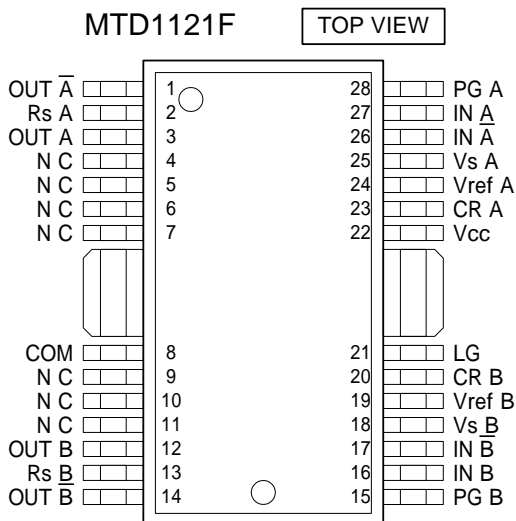 MTD1121F TOP VIEW
OUT A̅ 1 28 PG A
Rs A 2 27 IN A
OUT A 3 26 IN A̅
N C 4 25 Vs A
N C 5 24 Vref A
N C 6 23 CR A
N C 7 22 Vcc
COM 8 21 LG
N C 9 20 CR B
N C 10 19 Vref B
N C 11 18 Vs B
OUT B 12 17 IN B̅
Rs B 13 16 IN B
OUT B̅ 14 15 PG B